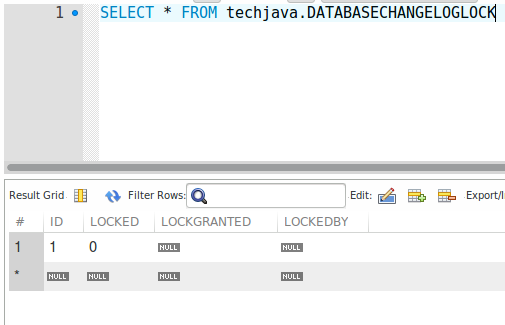 1 SELECT * FROM techjava.DATABASECHANGELOGLOCK
Result Grid Filter Rows: Edit: Export/I
# ID LOCKED LOCKGRANTED LOCKEDBY
1 1 0 NULL NULL
* NULL NULL NULL NULL